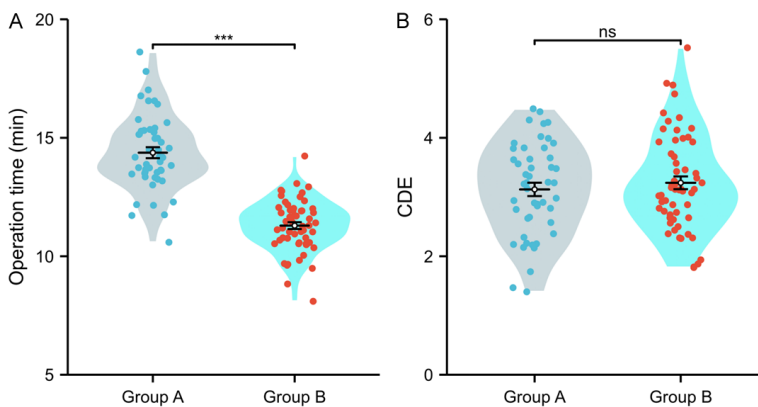 A
Operation time (min)
20
15
10
5
***
Group A
Group B
B
CDE
6
4
2
0
ns
Group A
Group B